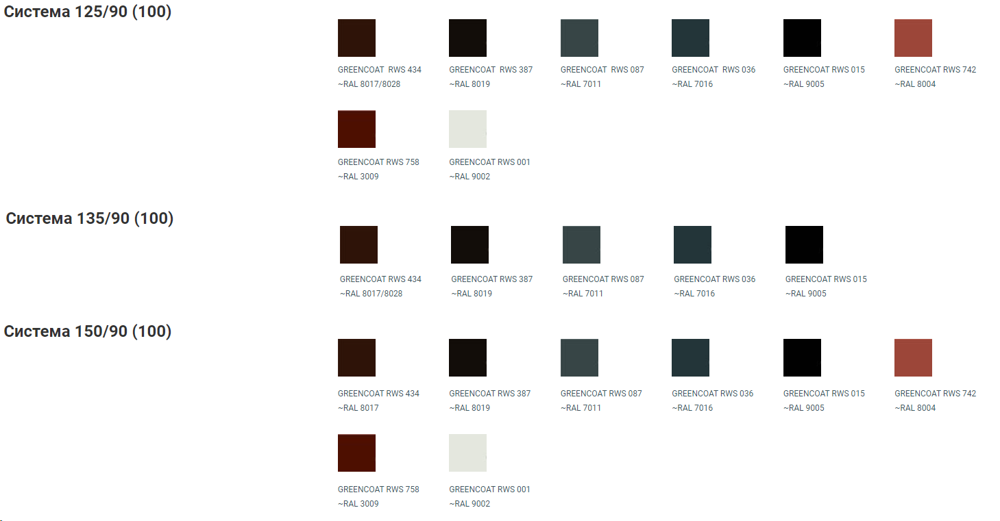 Система 125/90 (100)
GREENCOAT RWS 434
~RAL 8017/8028
GREENCOAT RWS 387
~RAL 8019
GREENCOAT RWS 087
~RAL 7011
GREENCOAT RWS 036
~RAL 7016
GREENCOAT RWS 015
~RAL 9005
GREENCOAT RWS 742
~RAL 8004
GREENCOAT RWS 758
~RAL 3009
GREENCOAT RWS 001
~RAL 9002
Система 135/90 (100)
GREENCOAT RWS 434
~RAL 8017/8028
GREENCOAT RWS 387
~RAL 8019
GREENCOAT RWS 087
~RAL 7011
GREENCOAT RWS 036
~RAL 7016
GREENCOAT RWS 015
~RAL 9005
Система 150/90 (100)
GREENCOAT RWS 434
~RAL 8017
GREENCOAT RWS 387
~RAL 8019
GREENCOAT RWS 087
~RAL 7011
GREENCOAT RWS 036
~RAL 7016
GREENCOAT RWS 015
~RAL 9005
GREENCOAT RWS 742
~RAL 8004
GREENCOAT RWS 758
~RAL 3009
GREENCOAT RWS 001
~RAL 9002